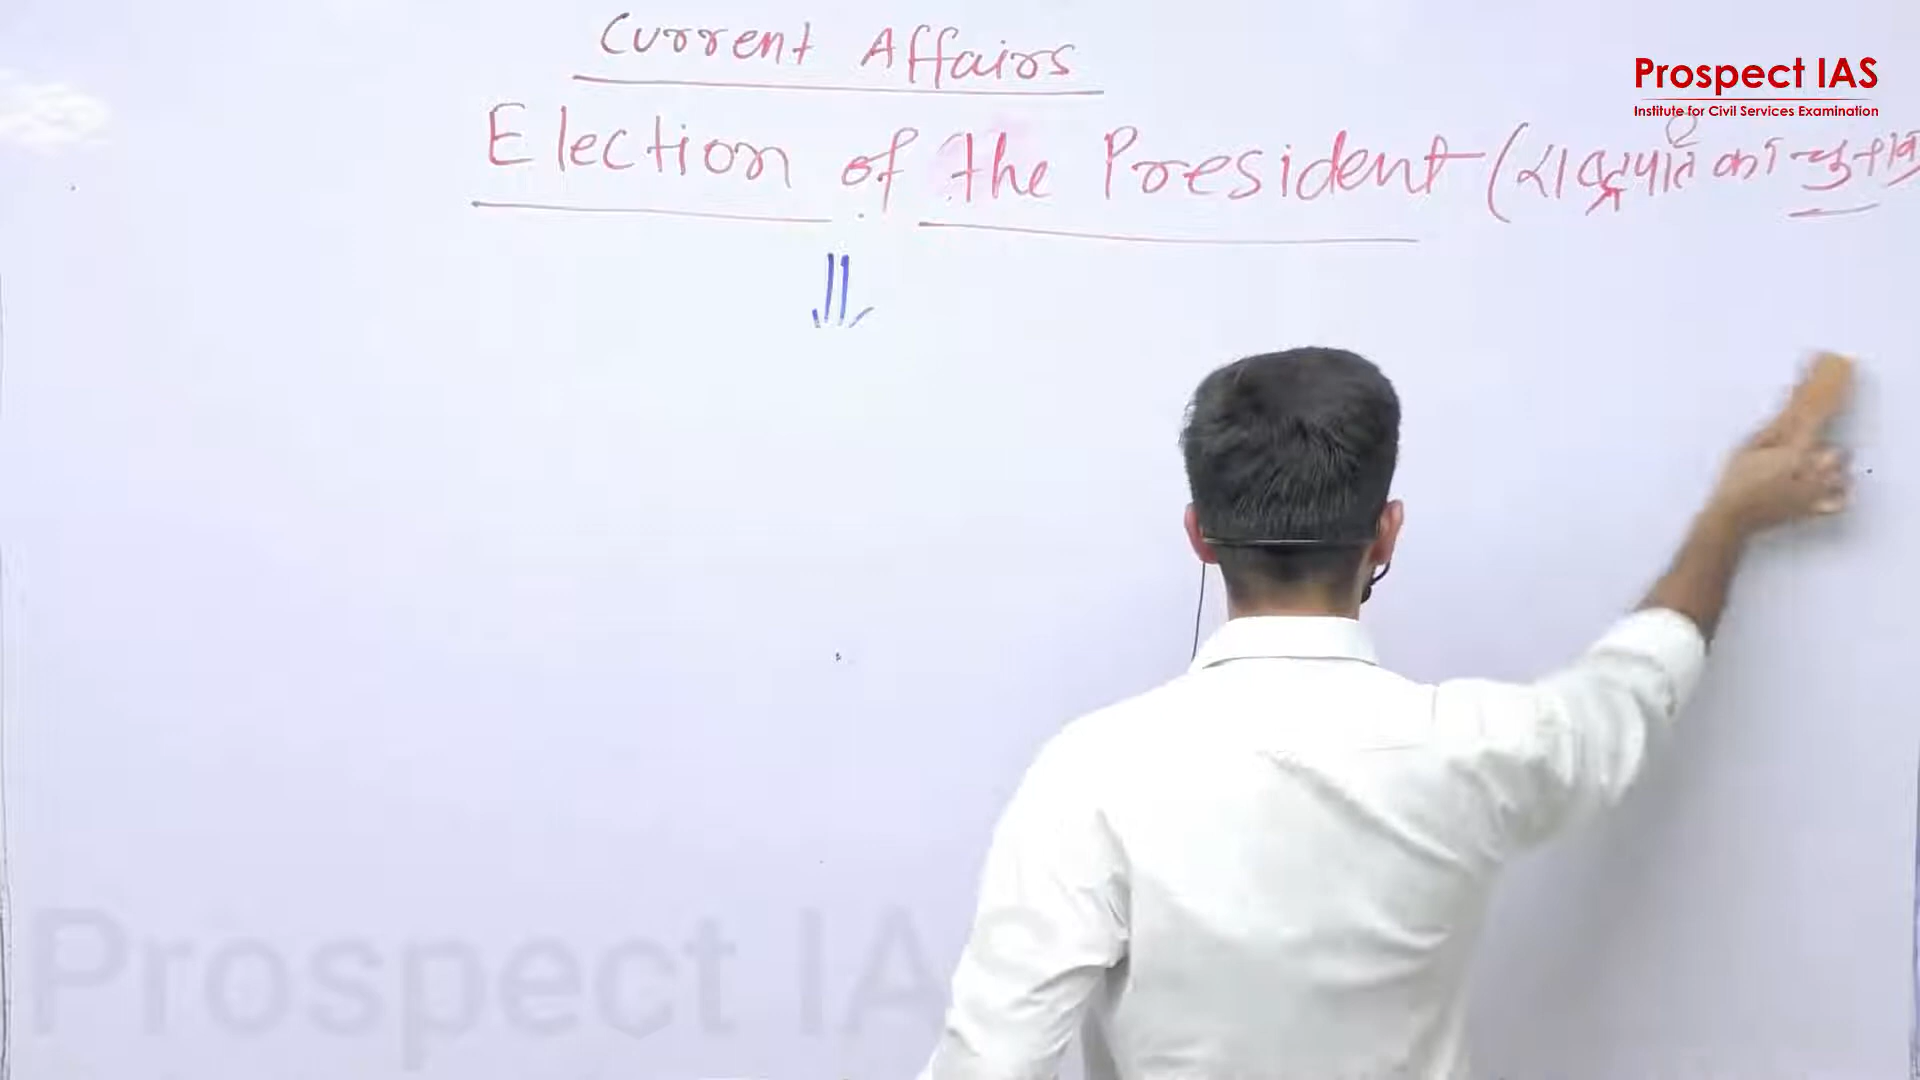 Current Affairs
Prospect IAS
Institute for Civil Services Examination
Election of the President (राष्ट्रपति का चुनाव
Prospect IAS